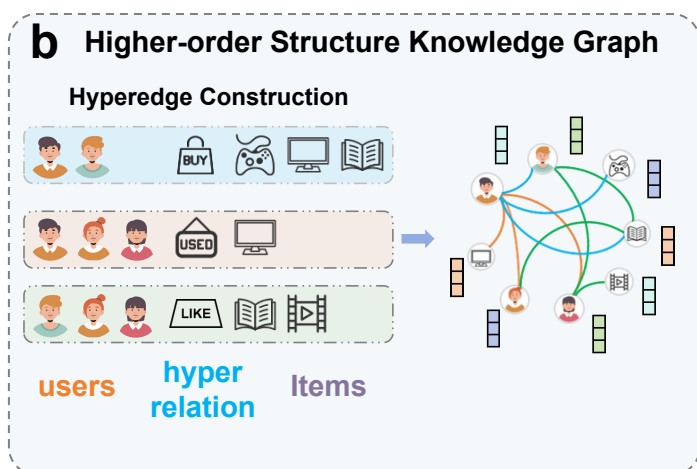 b Higher-order Structure Knowledge Graph
Hyperedge Construction
BUY
USED
LIKE
users
hyper
relation
Items